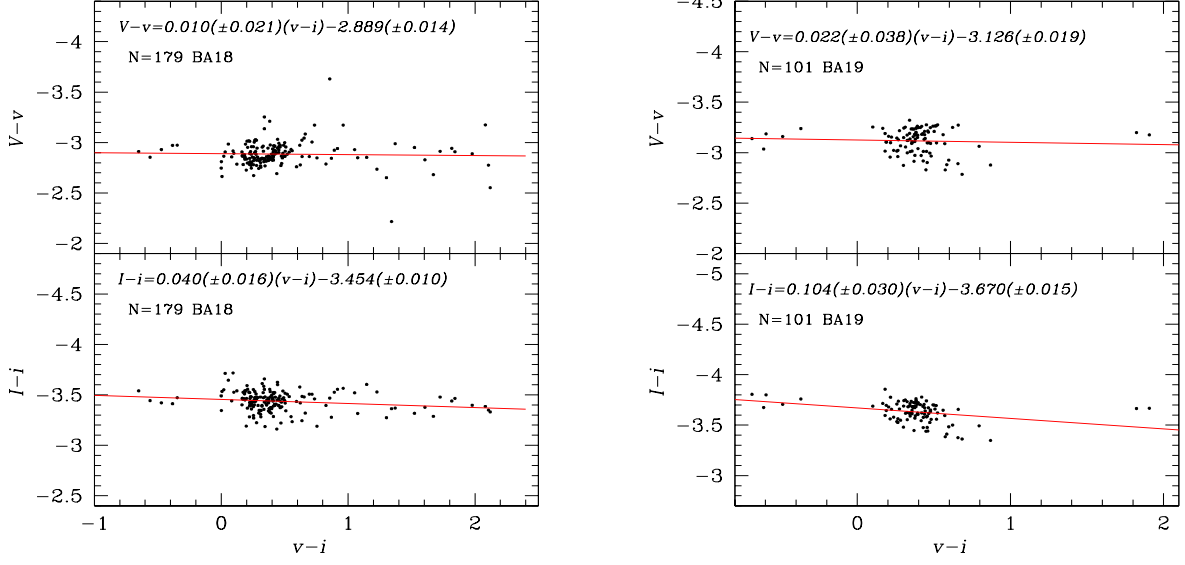 V−v=0.010(±0.021)(v−i)−2.889(±0.014)
N=179 BA18
−4
−3.5
−3
−2.5
−2
V−v
I−i=0.040(±0.016)(v−i)−3.454(±0.010)
N=179 BA18
−4.5
−4
−3.5
−3
−2.5
I−i
−1 0 1 2
v−i
−4.5
V−v=0.022(±0.038)(v−i)−3.126(±0.019)
N=101 BA19
−4
−3.5
−3
−2.5
−2
V−v
−5
I−i=0.104(±0.030)(v−i)−3.670(±0.015)
N=101 BA19
−4.5
−4
−3.5
−3
I−i
0 1 2
v−i